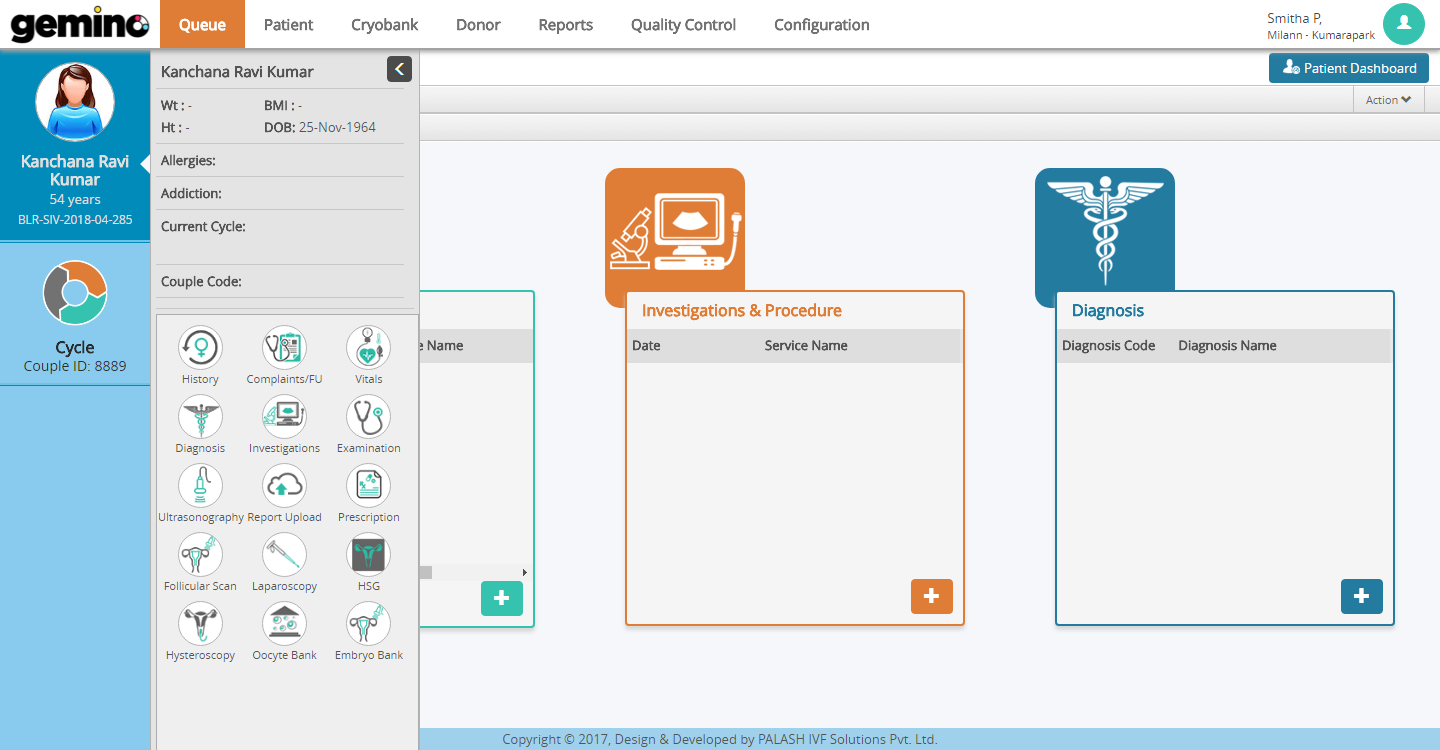 gemino
Queue
Patient
Cryobank
Donor
Reports
Quality Control
Configuration
Smitha P,
Milann - Kumarapark
Kanchana Ravi
Kumar
54 years
BLR-SIV-2018-04-285
Cycle
Couple ID: 8889
Kanchana Ravi Kumar
Wt : -
BMI : -
Ht : -
DOB: 25-Nov-1964
Allergies:
Addiction:
Current Cycle:
Couple Code:
History
Complaints/FU
Vitals
Diagnosis
Investigations
Examination
Ultrasonography
Report Upload
Prescription
Follicular Scan
Laparoscopy
HSG
Hysteroscopy
Oocyte Bank
Embryo Bank
Patient Dashboard
Action
e Name
Investigations & Procedure
Date
Service Name
Diagnosis
Diagnosis Code
Diagnosis Name
Copyright © 2017, Design & Developed by PALASH IVF Solutions Pvt. Ltd.